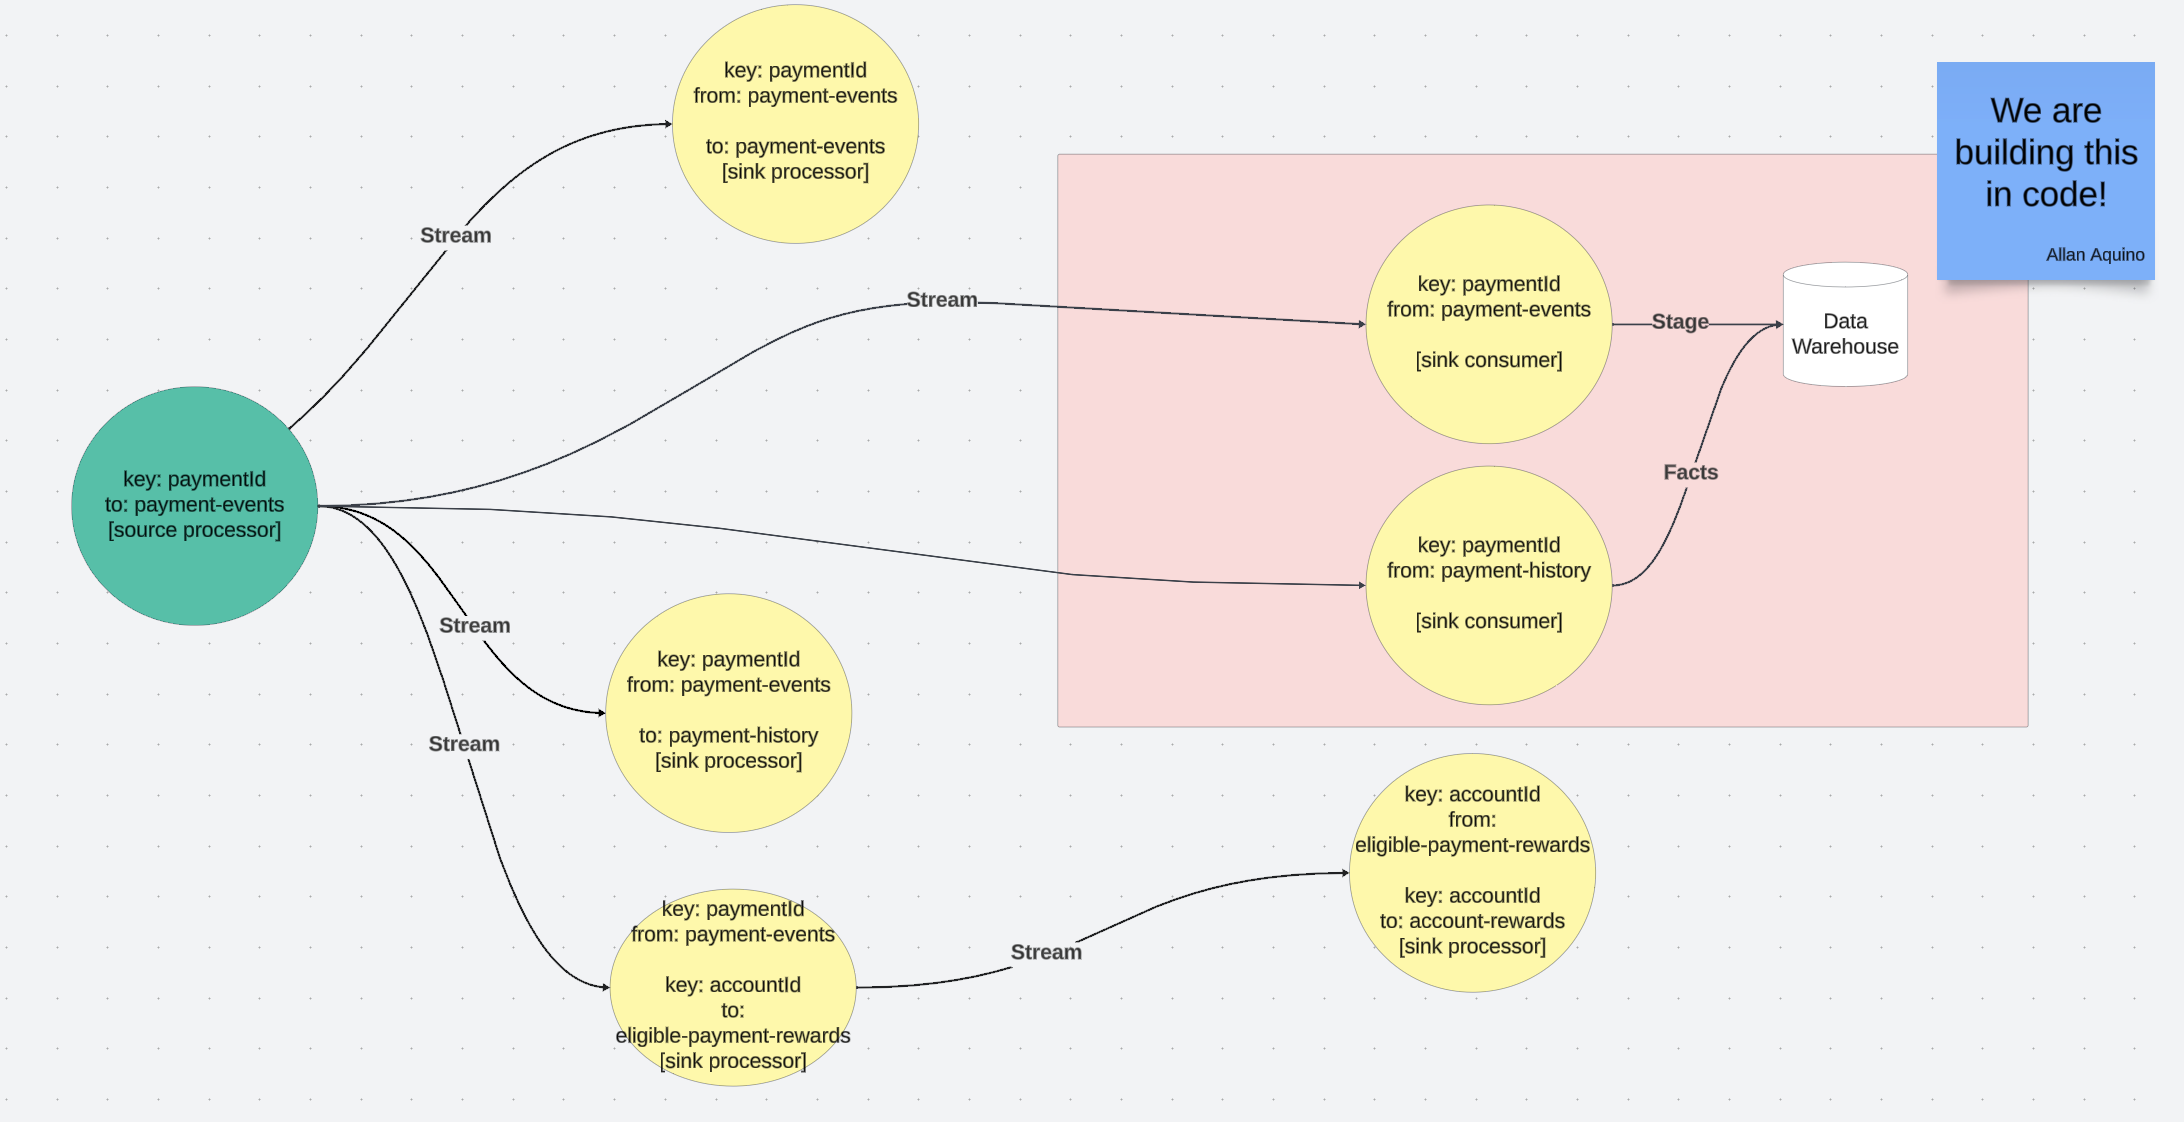 key: paymentId
from: payment-events
to: payment-events
[sink processor]
We are
building this
in code!
Allan Aquino
Stream
Stream
key: paymentId
from: payment-events
[sink consumer]
Stage
Data
Warehouse
key: paymentId
to: payment-events
[source processor]
Facts
key: paymentId
from: payment-history
[sink consumer]
Stream
key: paymentId
from: payment-events
to: payment-history
[sink processor]
Stream
key: accountId
from:
eligible-payment-rewards
key: accountId
to: account-rewards
[sink processor]
key: paymentId
from: payment-events
key: accountId
to:
eligible-payment-rewards
[sink processor]
Stream